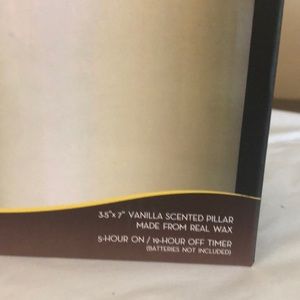 3.5"x 7" VANILLA SCENTED PILLAR
MADE FROM REAL WAX
5-HOUR ON / 19-HOUR OFF TIMER
(BATTERIES NOT INCLUDED)